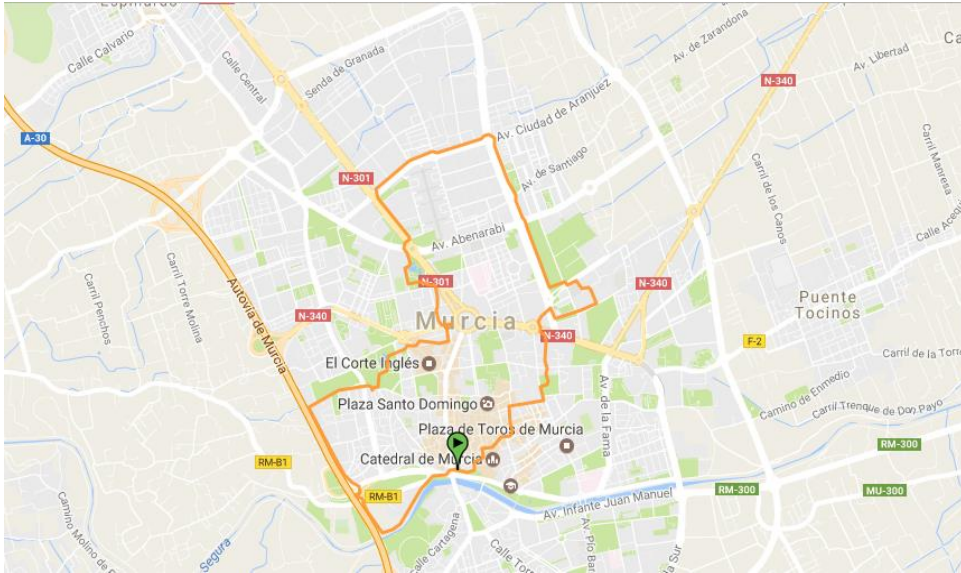 Espinardo
Calle Calvario
Calle Central
Senda de Granada
Av. de Zarandona
Av. Libertad
N-340
A-30
Av. Ciudad de Aranjuez
Carril Manresa
N-301
Av. de Santiago
Carril de los Canos
Av. Abenarabi
Carril Penchos
Carril Torre Molina
Autovía de Murcia
N-301
N-340
Puente
Tocinos
N-340
Murcia
N-340
F-2
El Corte Inglés
Carril de la Torre
Camino de Enmedio
Plaza Santo Domingo
Av. de la Fama
Carril Trenque de Don Payo
Plaza de Toros de Murcia
RM-300
Catedral de Murcia
RM-B1
RM-B1
RM-300
MU-300
Av. Infante Juan Manuel
Segura
Calle Cartagena